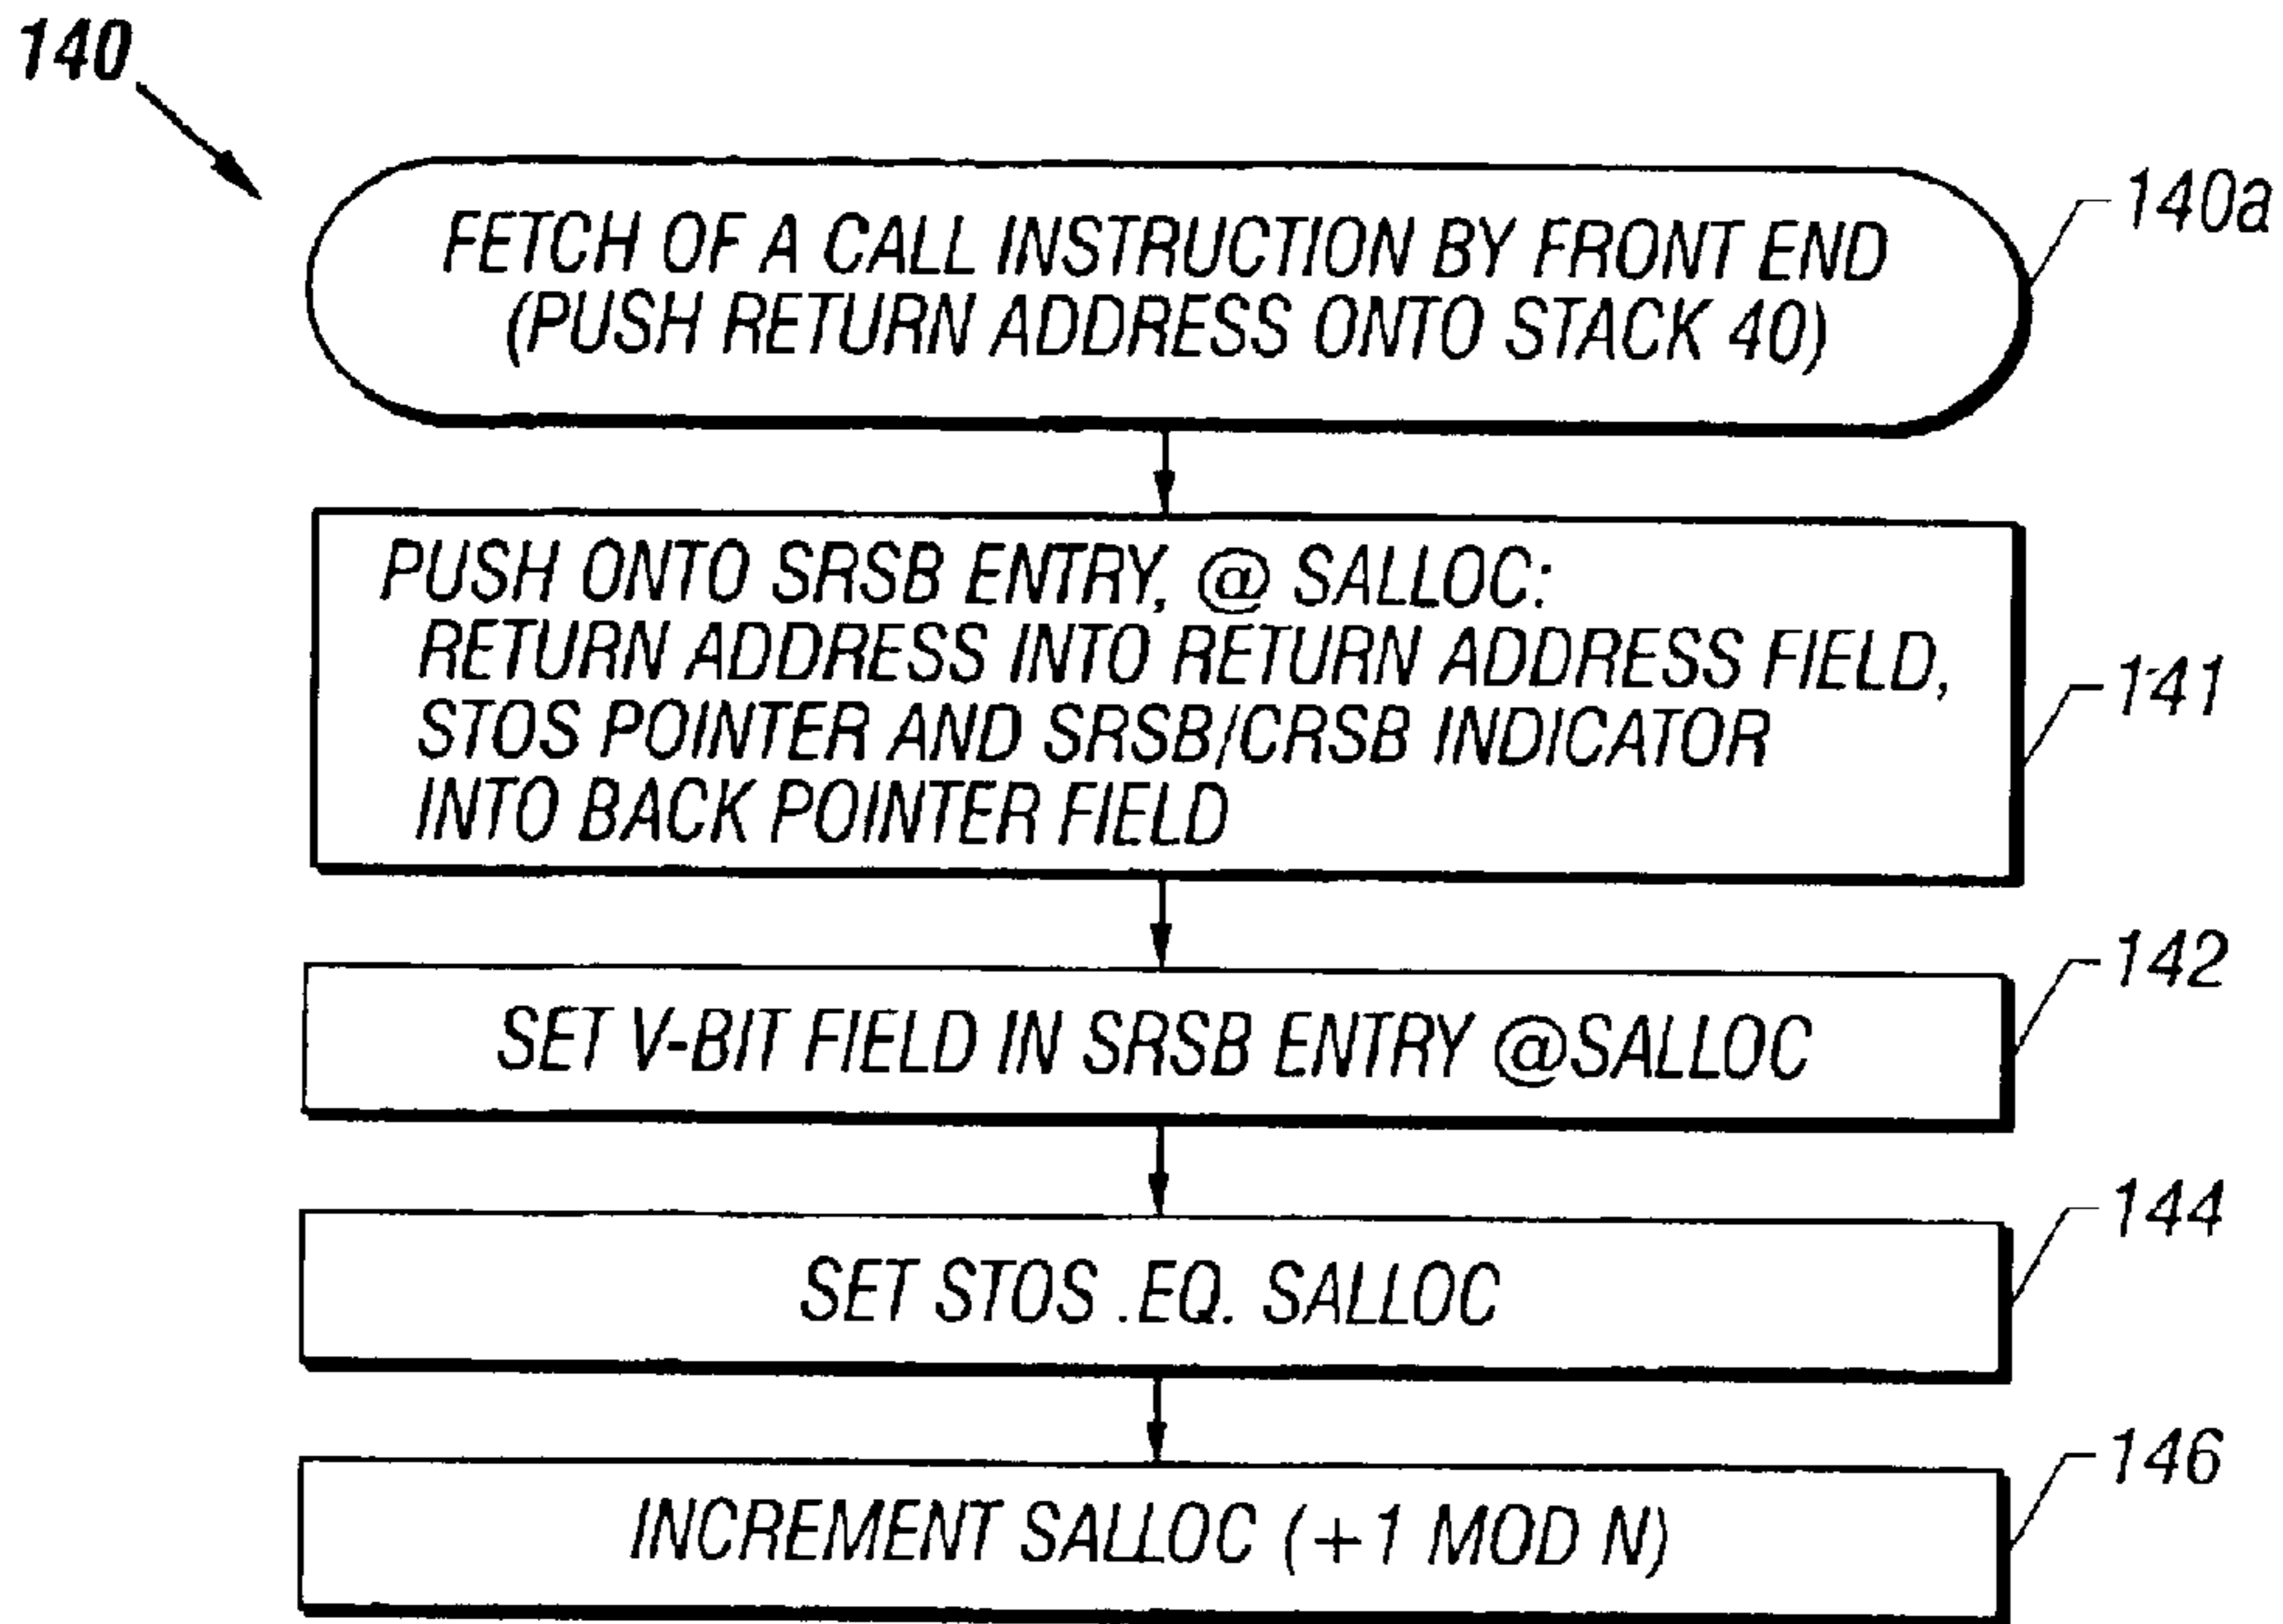 140
FETCH OF A CALL INSTRUCTION BY FRONT END
(PUSH RETURN ADDRESS ONTO STACK 40)
140a
PUSH ONTO SRSB ENTRY, @ SALLOC:
RETURN ADDRESS INTO RETURN ADDRESS FIELD,
STOS POINTER AND SRSB/CRSB INDICATOR
INTO BACK POINTER FIELD
141
SET V-BIT FIELD IN SRSB ENTRY @SALLOC
142
SET STOS .EQ. SALLOC
144
INCREMENT SALLOC (+1 MOD N)
146